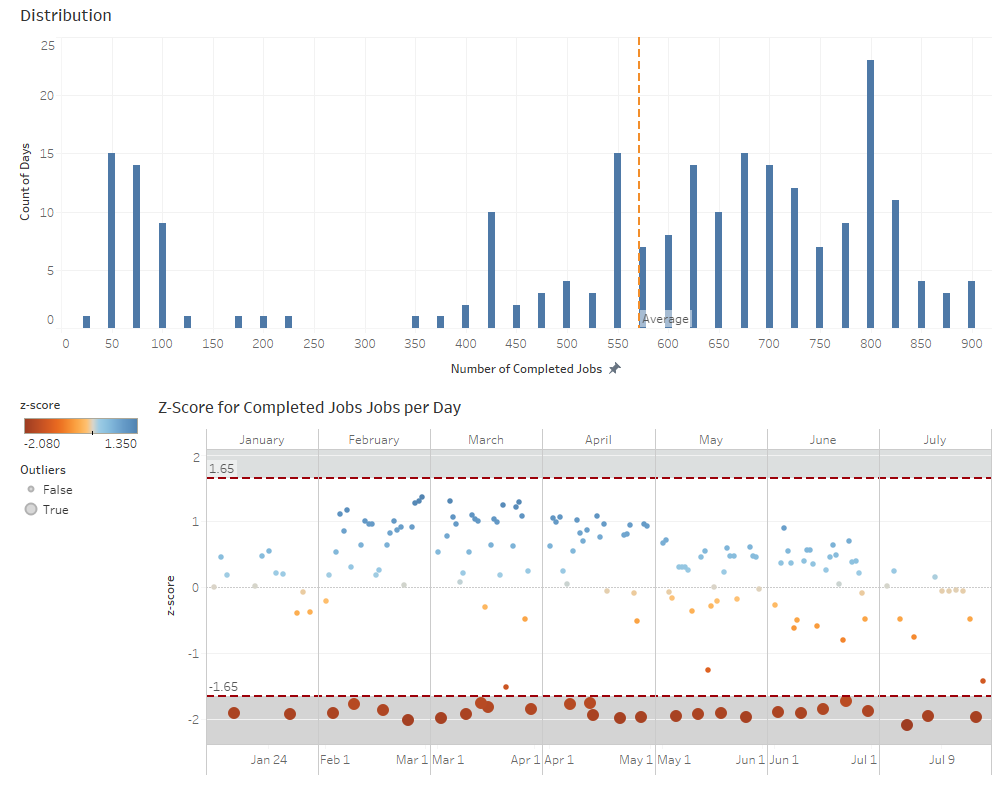 Distribution
25
20
15
10
5
0
Count of Days
Average
0 50 100 150 200 250 300 350 400 450 500 550 600 650 700 750 800 850 900
Number of Completed Jobs
z-score
-2.080 1.350
Outliers
False
True
Z-Score for Completed Jobs Jobs per Day
January February March April May June July
2
1.65
1
0
-1
-1.65
-2
z-score
Jan 24 Feb 1 Mar 1 Mar 1 Apr 1 Apr 1 May 1 May 1 Jun 1 Jun 1 Jul 1 Jul 9